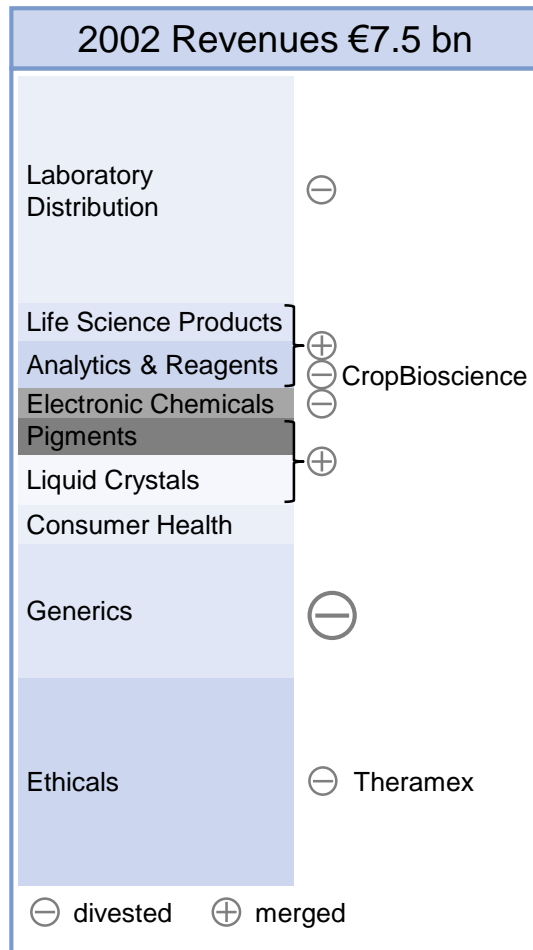 2002 Revenues €7.5 bn
Laboratory
Distribution
Life Science Products
Analytics & Reagents
CropBioscience
Electronic Chemicals
Pigments
Liquid Crystals
Consumer Health
Generics
Ethicals
Theramex
divested
merged